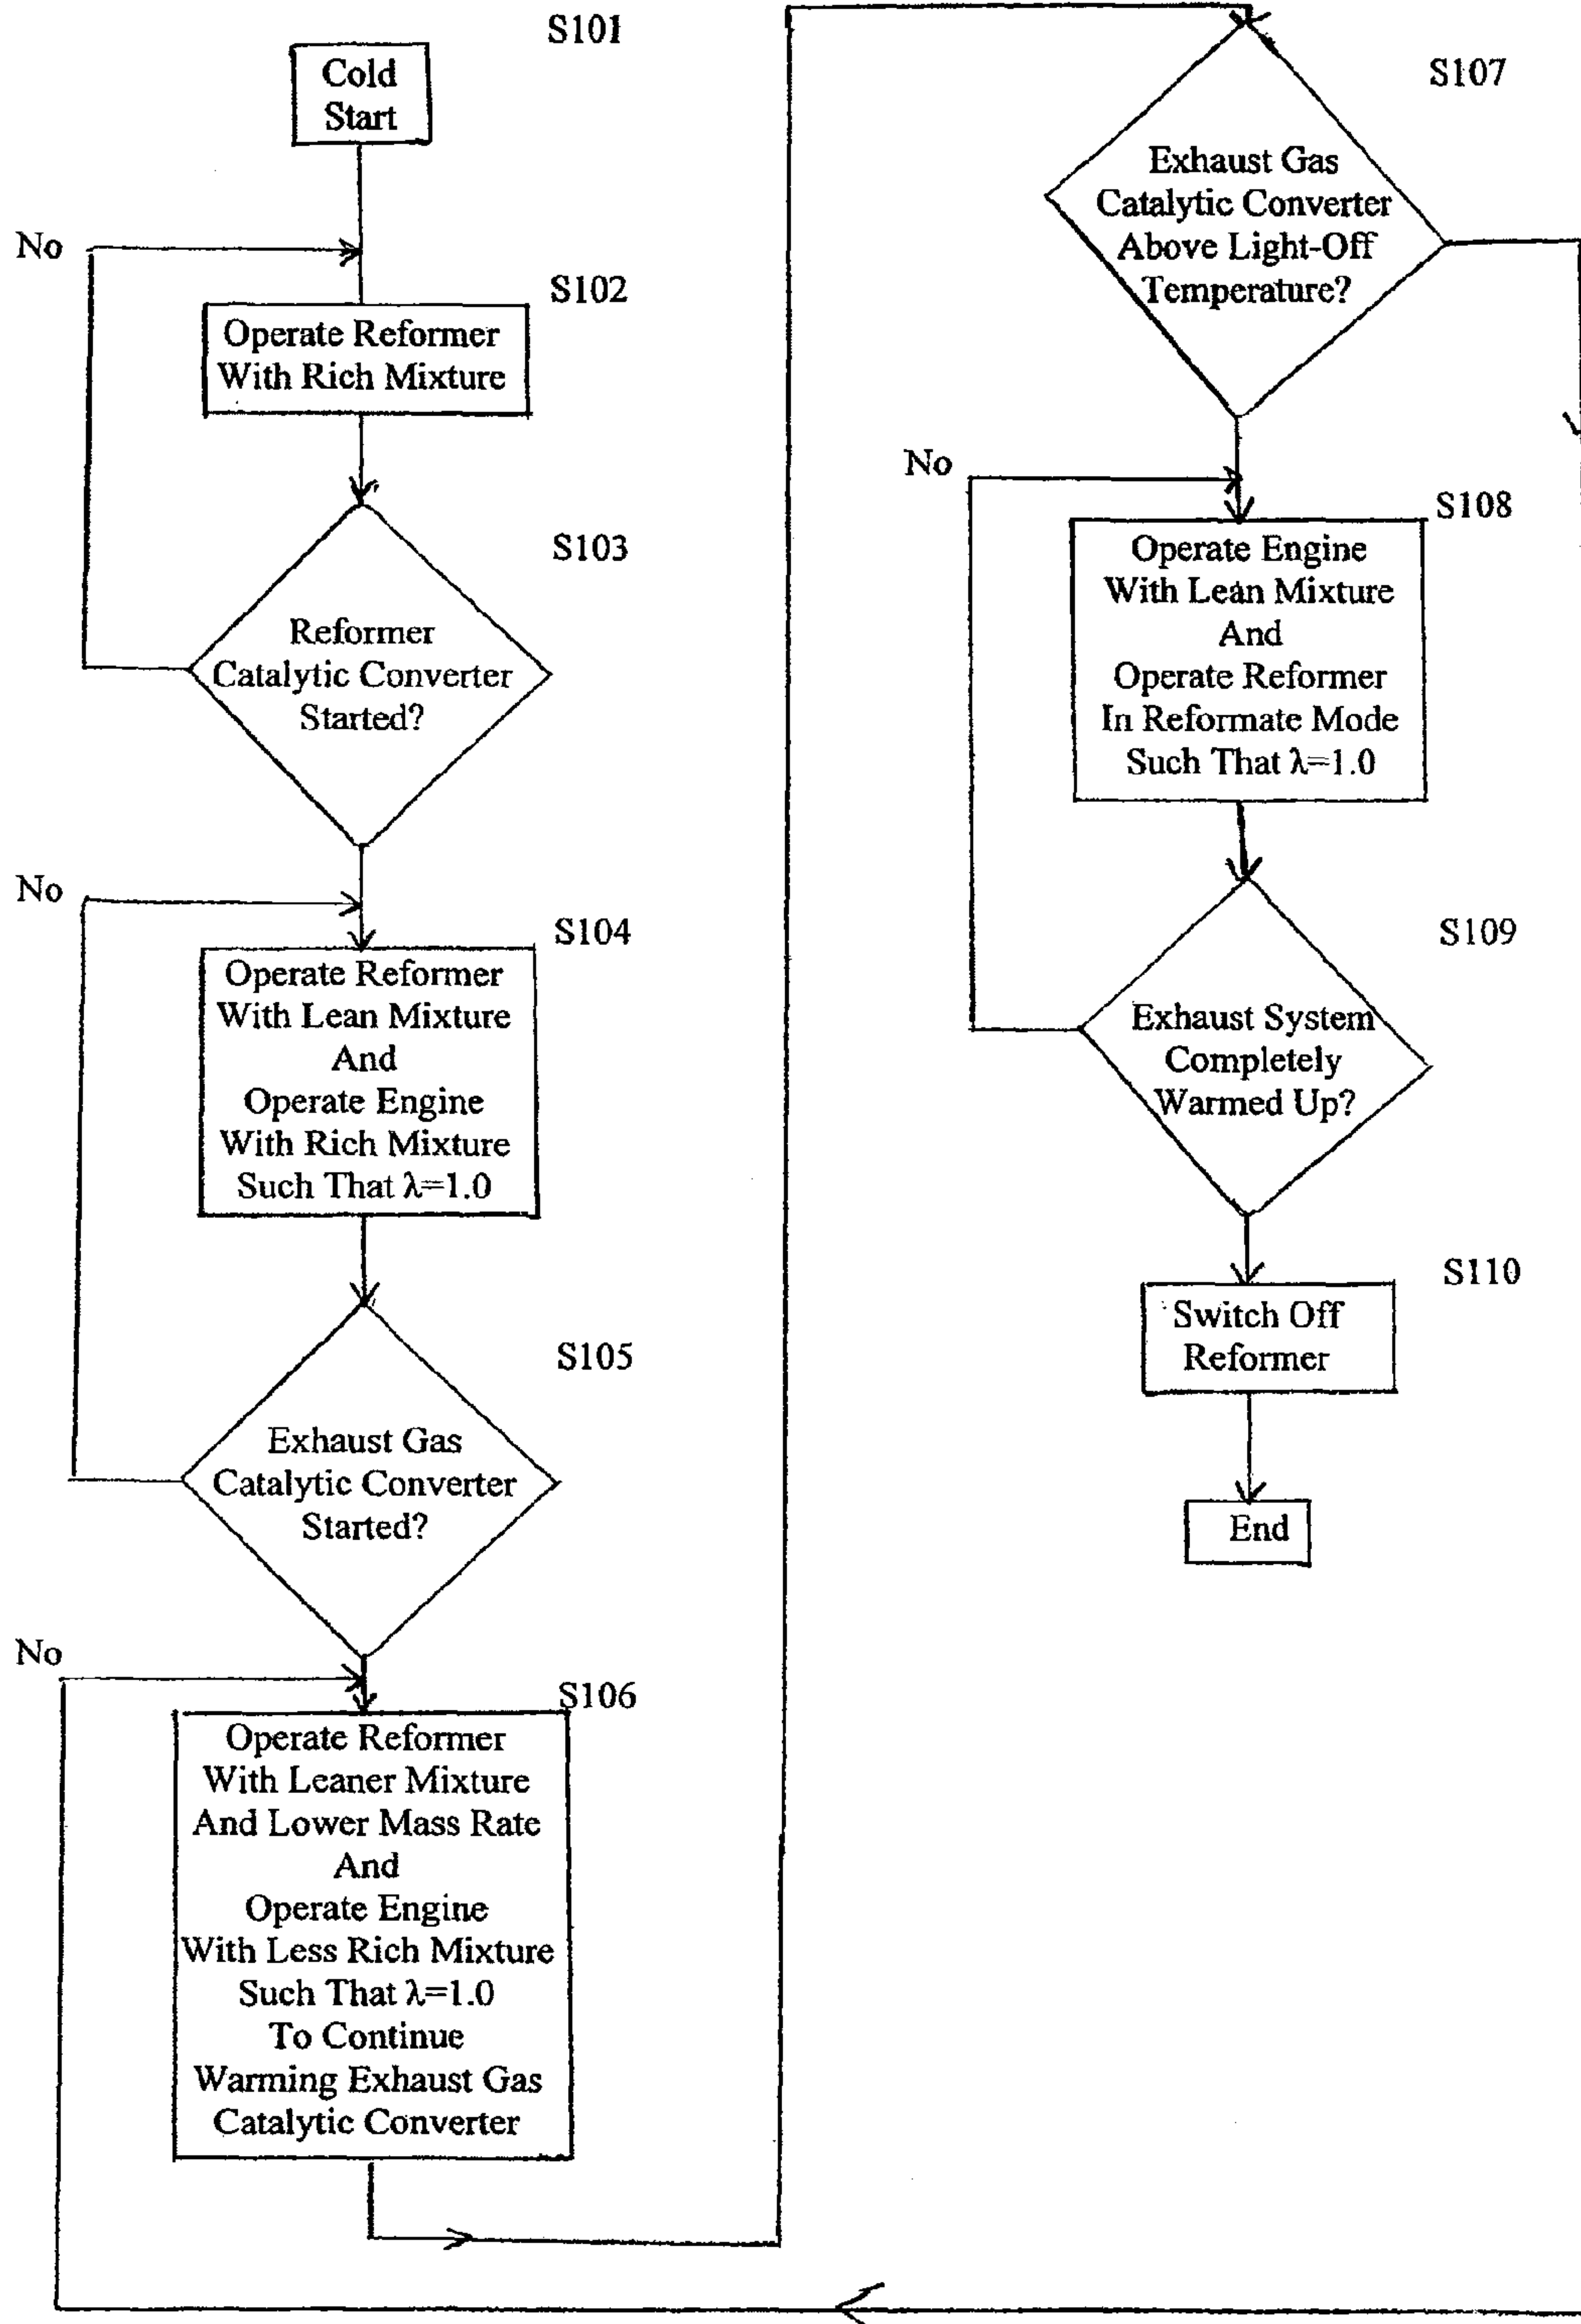 S101
Cold
Start
No
S102
Operate Reformer
With Rich Mixture
S103
Reformer
Catalytic Converter
Started?
No
S104
Operate Reformer
With Lean Mixture
And
Operate Engine
With Rich Mixture
Such That λ=1.0
S105
Exhaust Gas
Catalytic Converter
Started?
No
S106
Operate Reformer
With Leaner Mixture
And Lower Mass Rate
And
Operate Engine
With Less Rich Mixture
Such That λ=1.0
To Continue
Warming Exhaust Gas
Catalytic Converter
S107
Exhaust Gas
Catalytic Converter
Above Light-Off
Temperature?
No
S108
Operate Engine
With Lean Mixture
And
Operate Reformer
In Reformate Mode
Such That λ=1.0
S109
Exhaust System
Completely
Warmed Up?
S110
Switch Off
Reformer
End